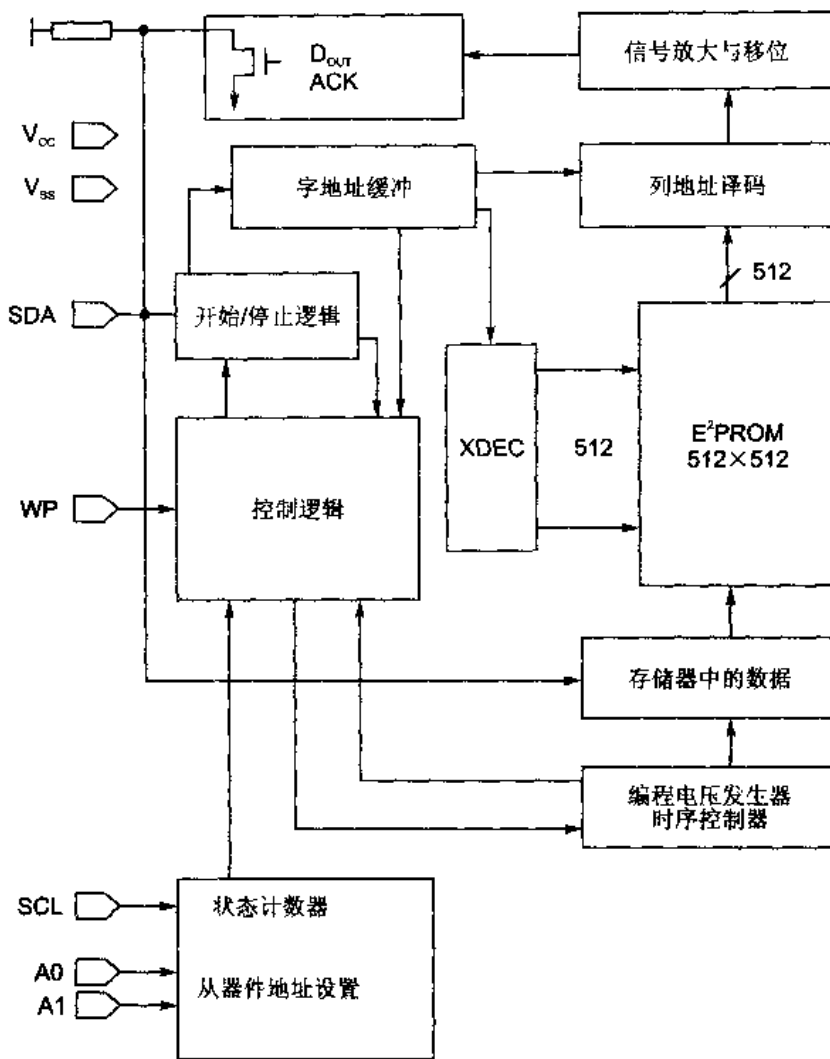 D_OUT
ACK
信号放大与移位
V_CC
V_SS
字地址缓冲
列地址译码
512
SDA
开始/停止逻辑
XDEC
512
E²PROM
512×512
WP
控制逻辑
存储器中的数据
编程电压发生器
时序控制器
SCL
状态计数器
A0
从器件地址设置
A1